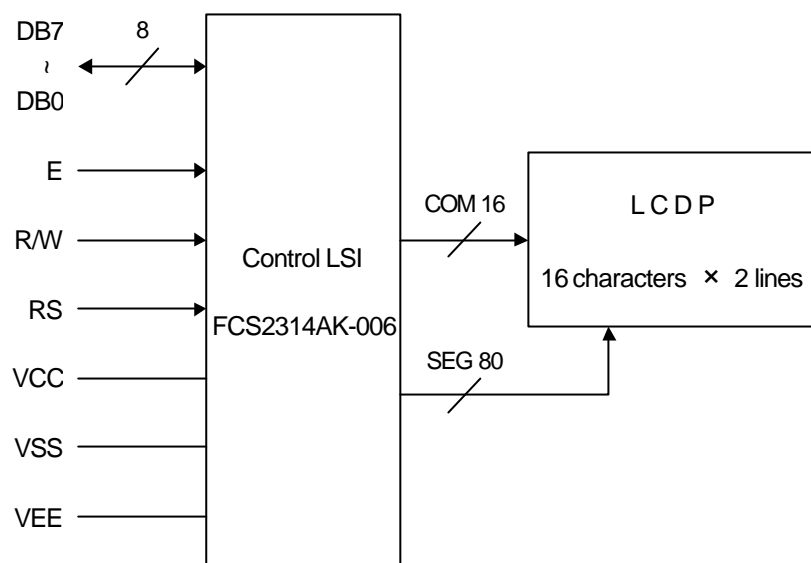 DB7
8
~
DB0
E
R/W
RS
VCC
VSS
VEE
Control LSI
FCS2314AK-006
COM 16
SEG 80
L C D P
16 characters × 2 lines